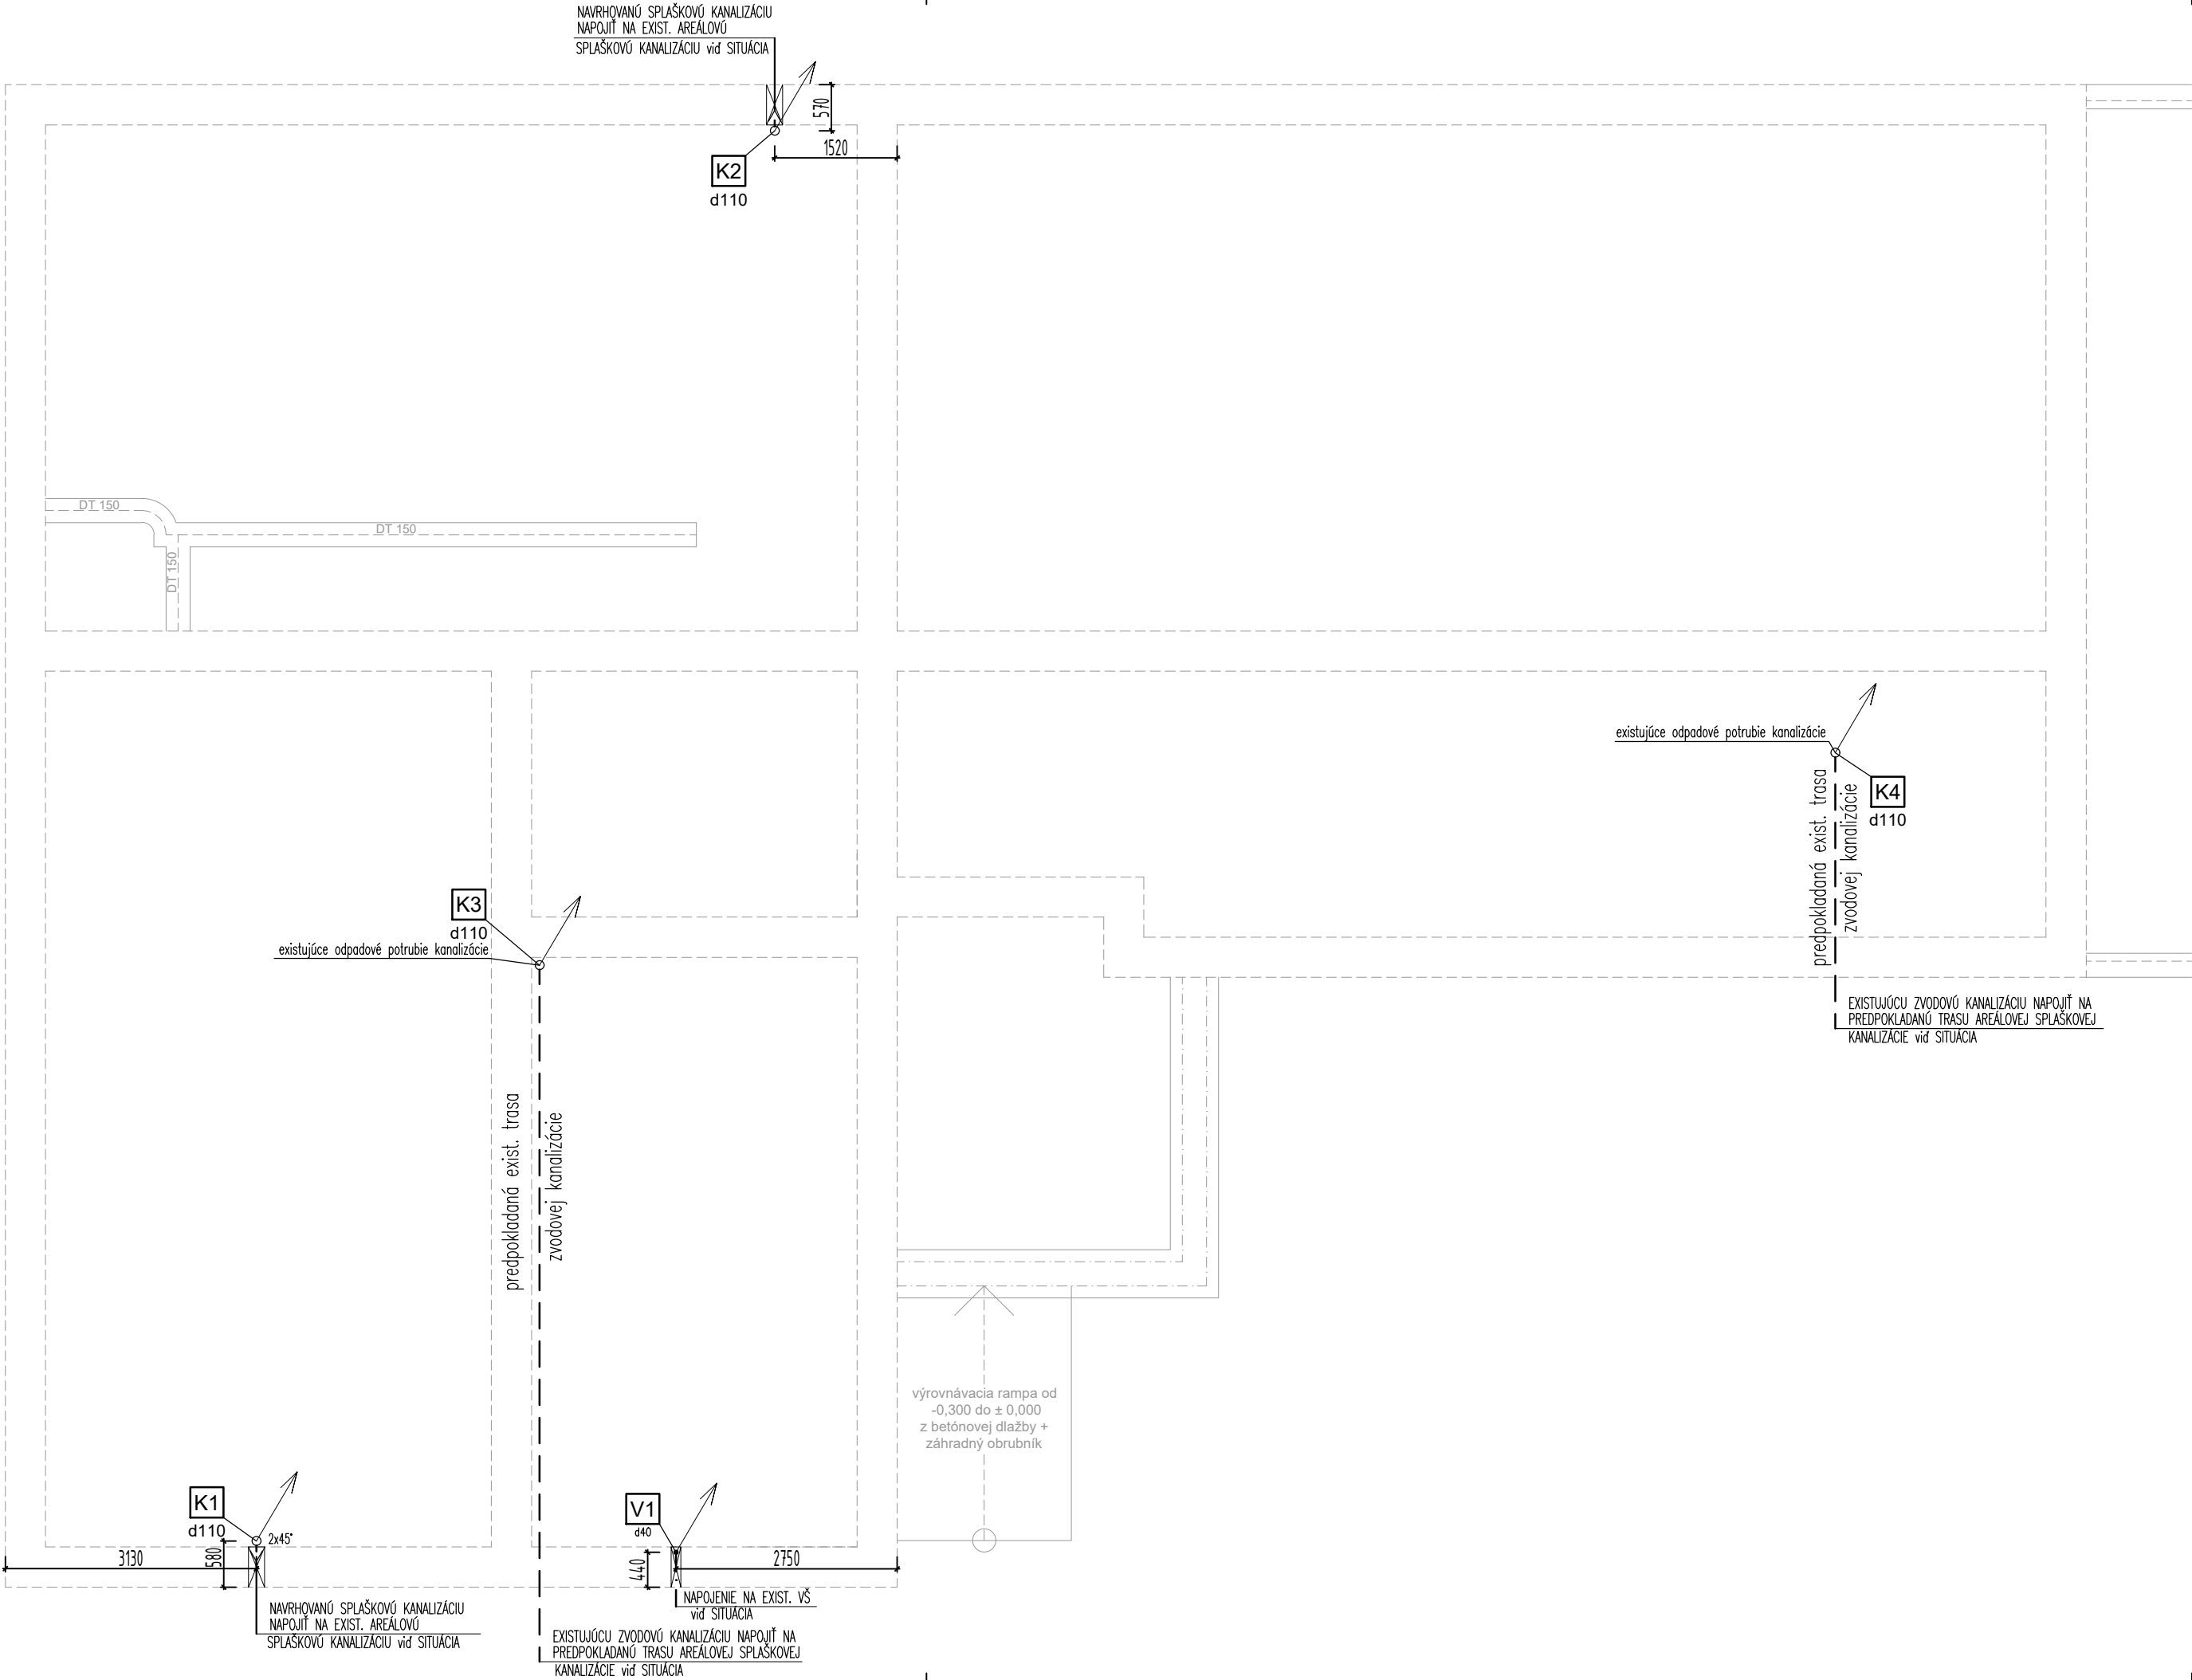 NAVRHOVANÚ SPLAŠKOVÚ KANALIZÁCIU
NAPOJIŤ NA EXIST. AREÁLOVÚ
SPLAŠKOVÚ KANALIZÁCIU viď SITUÁCIA
570
1520
K2
d110
DT 150
DT 150
DT 150
existujúce odpadové potrubie kanalizácie
K4
d110
predpokladaná exist. trasa
zvodovej kanalizácie
EXISTUJÚCU ZVODOVÚ KANALIZÁCIU NAPOJIŤ NA
PREDPOKLADANÚ TRASU AREÁLOVEJ SPLAŠKOVEJ
KANALIZÁCIE viď SITUÁCIA
K3
d110
existujúce odpadové potrubie kanalizácie
predpokladaná exist. trasa
zvodovej kanalizácie
výrovnávacia rampa od
-0,300 do ± 0,000
z betónovej dlažby +
záhradný obrubník
K1
d110
2x45°
3130
580
V1
d40
440
2750
NAPOJENIE NA EXIST. VŠ
viď SITUÁCIA
NAVRHOVANÚ SPLAŠKOVÚ KANALIZÁCIU
NAPOJIŤ NA EXIST. AREÁLOVÚ
SPLAŠKOVÚ KANALIZÁCIU viď SITUÁCIA
EXISTUJÚCU ZVODOVÚ KANALIZÁCIU NAPOJIŤ NA
PREDPOKLADANÚ TRASU AREÁLOVEJ SPLAŠKOVEJ
KANALIZÁCIE viď SITUÁCIA